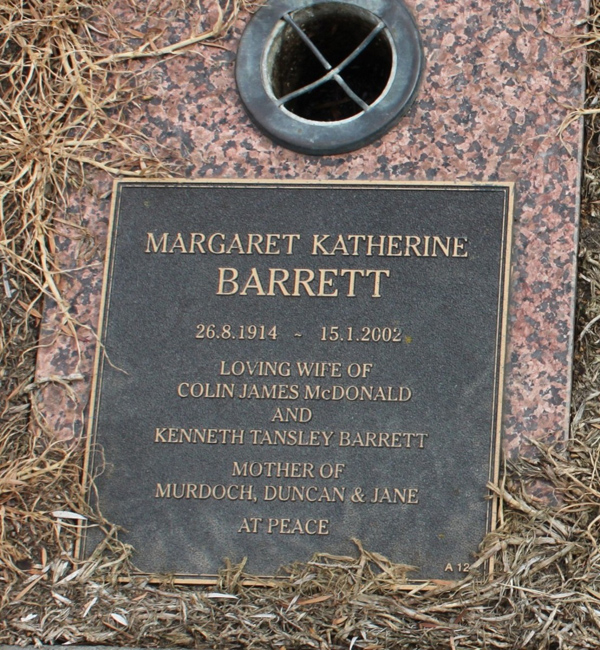 MARGARET KATHERINE
BARRETT
26.8.1914 ~ 15.1.2002
LOVING WIFE OF
COLIN JAMES McDONALD
AND
KENNETH TANSLEY BARRETT
MOTHER OF
MURDOCH, DUNCAN & JANE
AT PEACE
A 12